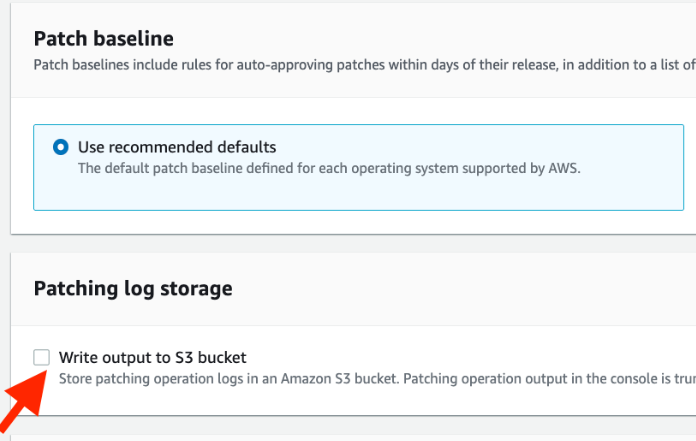 Patch baseline
Patch baselines include rules for auto-approving patches within days of their release, in addition to a list of
Use recommended defaults
The default patch baseline defined for each operating system supported by AWS.
Patching log storage
Write output to S3 bucket
Store patching operation logs in an Amazon S3 bucket. Patching operation output in the console is